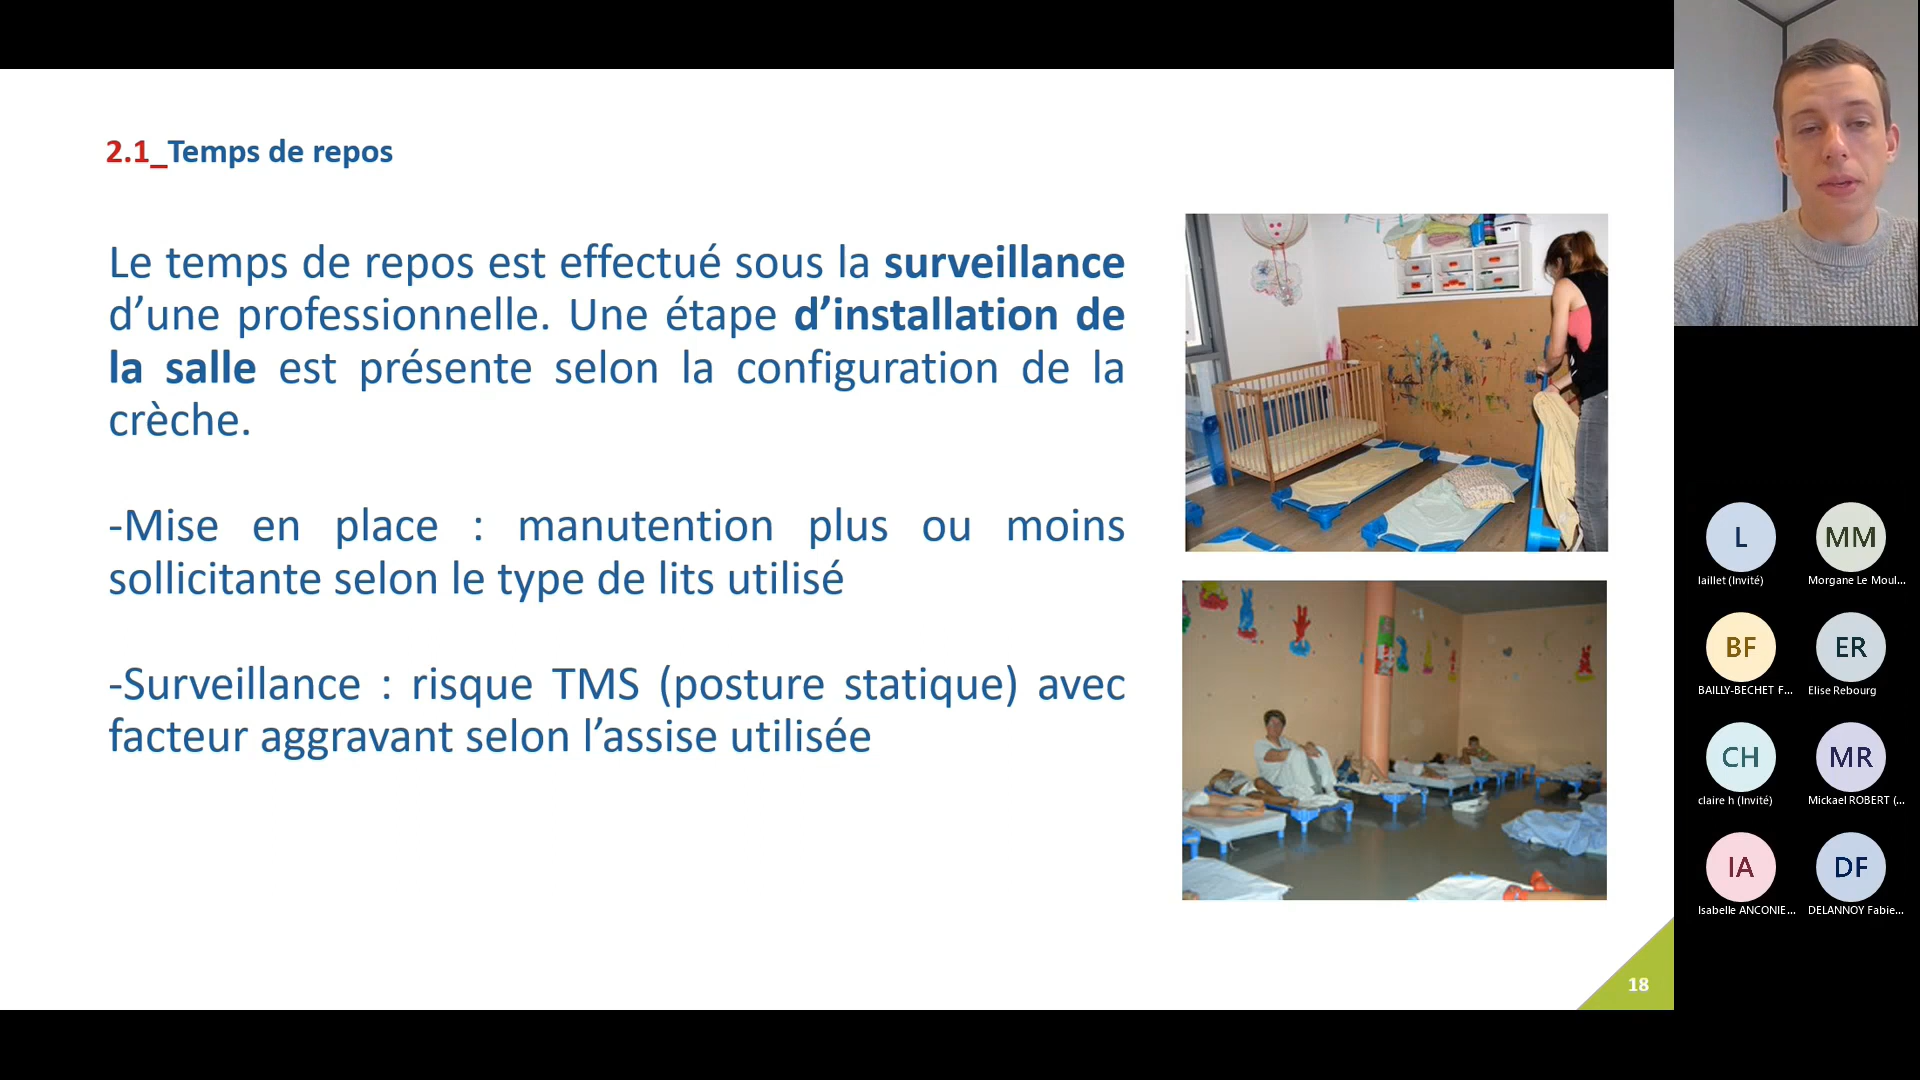 2.1_Temps de repos
Le temps de repos est effectué sous la surveillance
d’une professionnelle. Une étape d’installation de
la salle est présente selon la configuration de la
crèche.
-Mise en place : manutention plus ou moins
sollicitante selon le type de lits utilisé
-Surveillance : risque TMS (posture statique) avec
facteur aggravant selon l’assise utilisée
18
L
MM
laillet (Invité)
Morgane Le Moul...
BF
ER
BAILLY-BECHET F...
Elise Rebourg
CH
MR
claire h (Invité)
Mickael ROBERT (...
IA
DF
Isabelle ANCONIE...
DELANNOY Fabie...